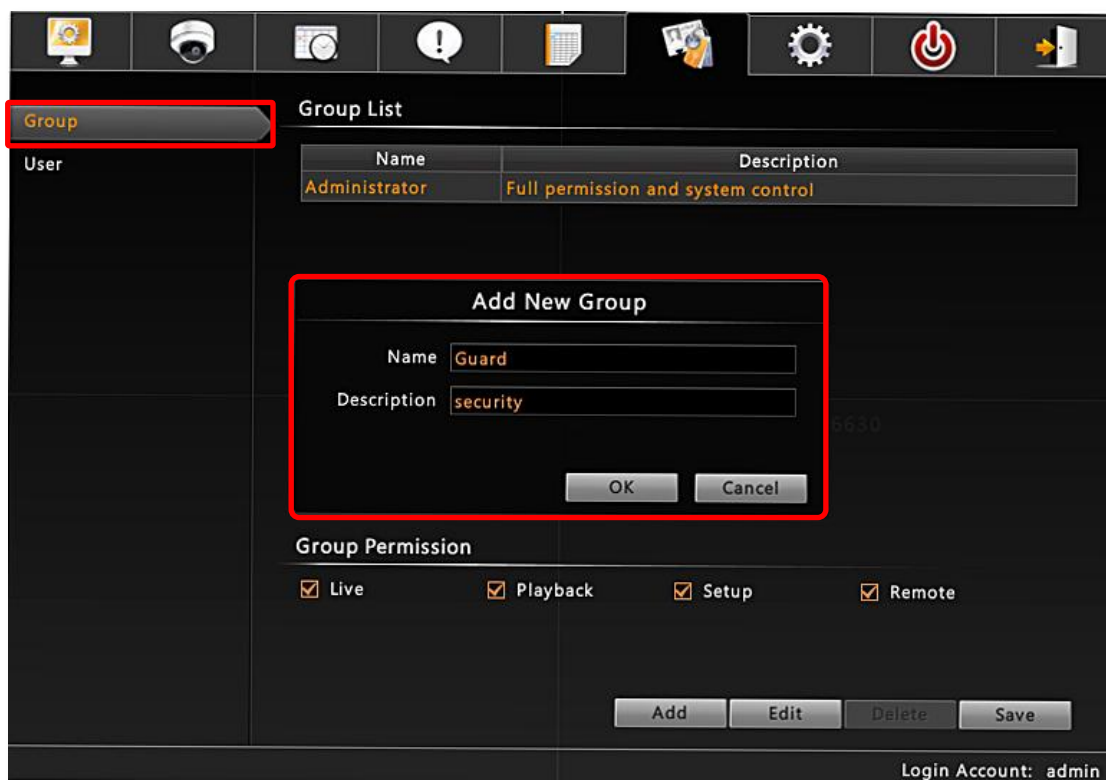 Group
User
Group List
Name Description
Administrator Full permission and system control
Add New Group
Name Guard
Description security
6630
OK Cancel
Group Permission
Live Playback Setup Remote
Add Edit Delete Save
Login Account: admin